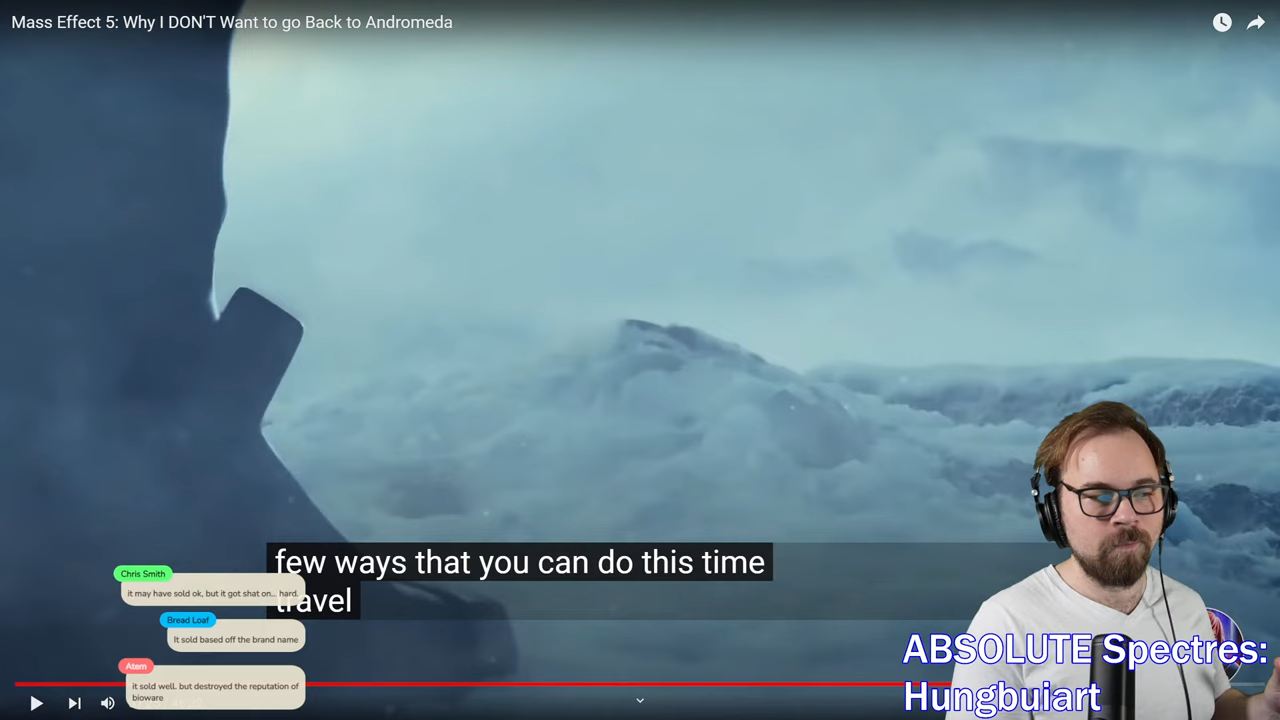 Mass Effect 5: Why I DON'T Want to go Back to Andromeda
few ways that you can do this time
travel
Chris Smith
it may have sold ok, but it got shat on... hard.
Bread Loaf
It sold based off the brand name
Atem
it sold well. but destroyed the reputation of
bioware
ABSOLUTE Spectres:
Hungbuiart